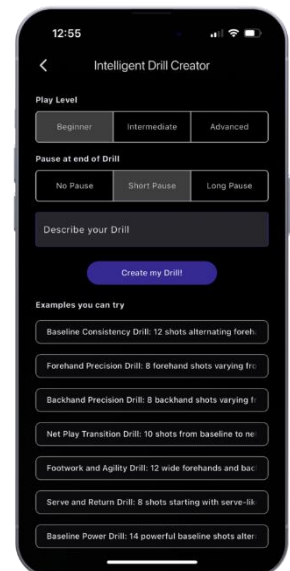 12:55
Intelligent Drill Creator
Play Level
Beginner Intermediate Advanced
Pause at end of Drill
No Pause Short Pause Long Pause
Describe your Drill
Create my Drill!
Examples you can try
Baseline Consistency Drill: 12 shots alternating foreh
Forehand Precision Drill: 8 forehand shots varying fro
Backhand Precision Drill: 8 backhand shots varying fr
Net Play Transition Drill: 10 shots from baseline to ne
Footwork and Agility Drill: 12 wide forehands and bac
Serve and Return Drill: 8 shots starting with serve-lik
Baseline Power Drill: 14 powerful baseline shots alter